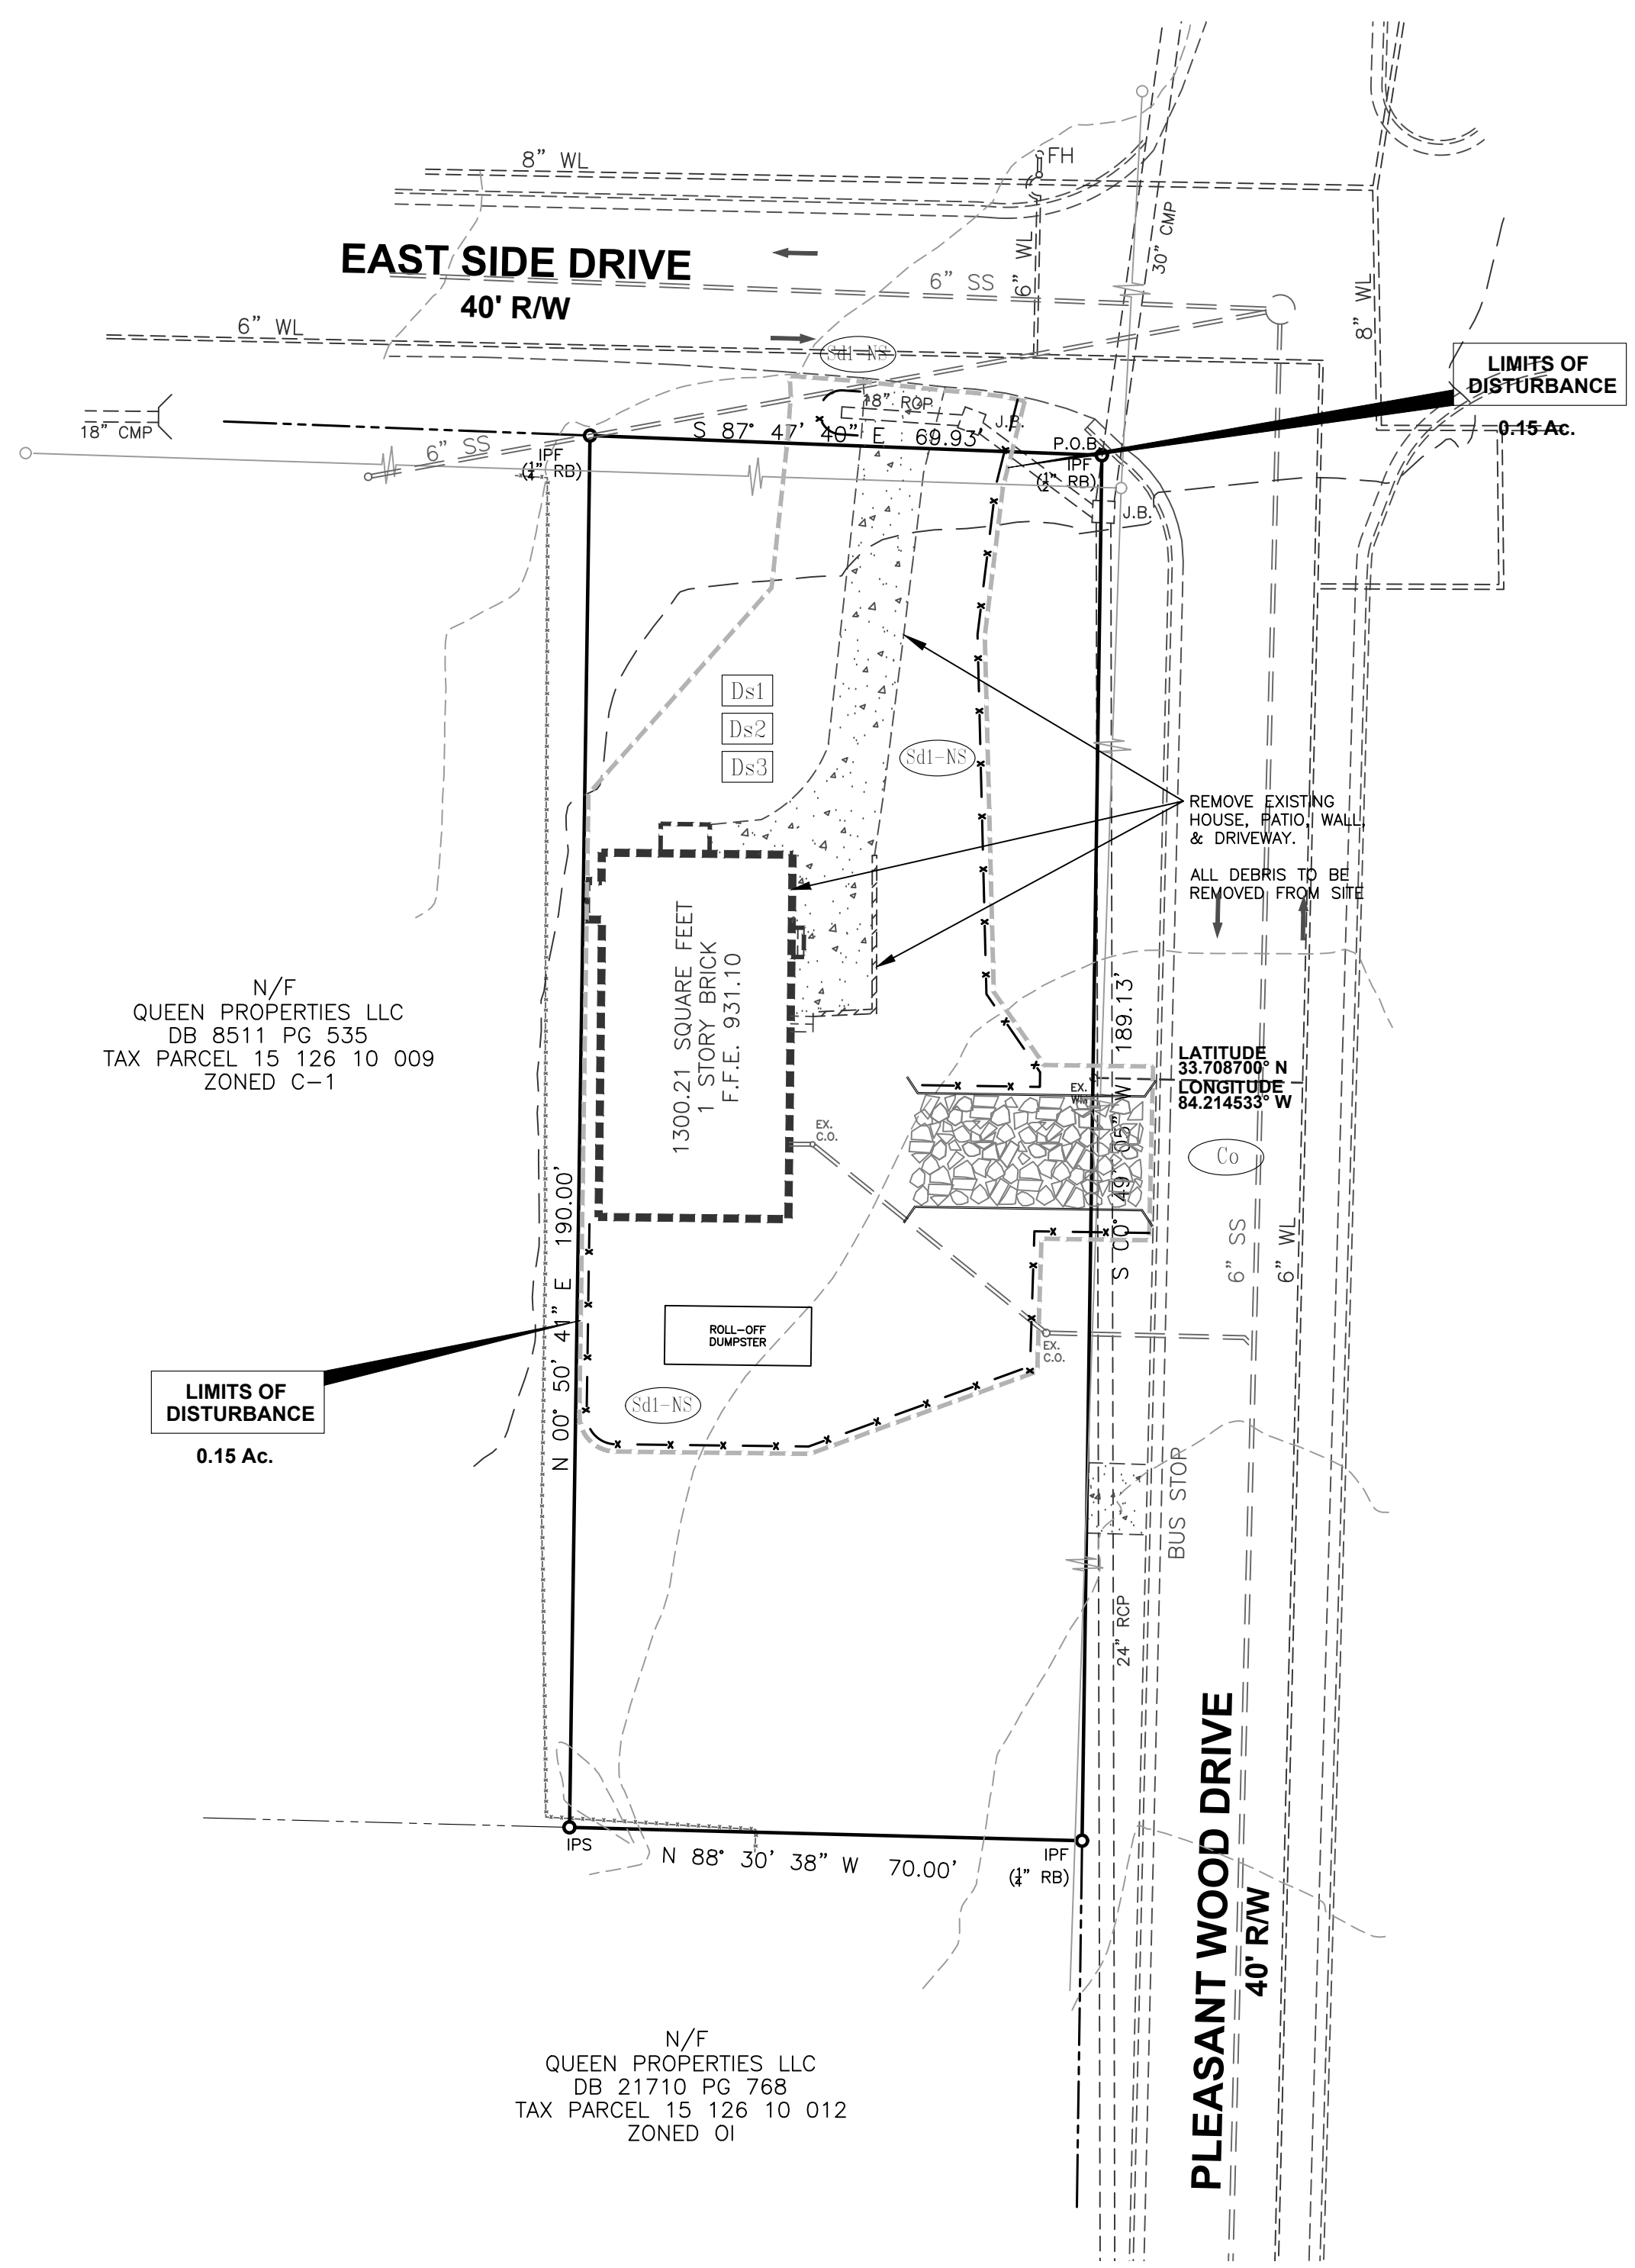 8" WL
FH
EAST SIDE DRIVE
40' R/W
6" SS
6" WL
30" CMP
8" WL
6" WL
Sd1-NS
LIMITS OF
DISTURBANCE
0.15 Ac.
18" CMP
6" SS
18" RCP
J.B.
S 87° 47' 40" E 69.93'
P.O.B.
IPF
(½" RB)
IPF
(½" RB)
J.B.
Ds1
Ds2
Ds3
Sd1-NS
REMOVE EXISTING
HOUSE, PATIO, WALL,
& DRIVEWAY.
ALL DEBRIS TO BE
REMOVED FROM SITE
1300.21 SQUARE FEET
1 STORY BRICK
F.F.E. 931.10
N/F
QUEEN PROPERTIES LLC
DB 8511 PG 535
TAX PARCEL 15 126 10 009
ZONED C-1
S 00° 49' 05" W 189.13'
LATITUDE
33.708700° N
LONGITUDE
84.214533° W
EX.
WM
EX.
C.O.
Co
N 00° 50' 41" E 190.00'
6" SS
6" WL
ROLL-OFF
DUMPSTER
EX.
C.O.
LIMITS OF
DISTURBANCE
0.15 Ac.
Sd1-NS
BUS STOP
24" RCP
PLEASANT WOOD DRIVE
40' R/W
IPS
N 88° 30' 38" W 70.00'
IPF
RB)
N/F
QUEEN PROPERTIES LLC
DB 21710 PG 768
TAX PARCEL 15 126 10 012
ZONED OI